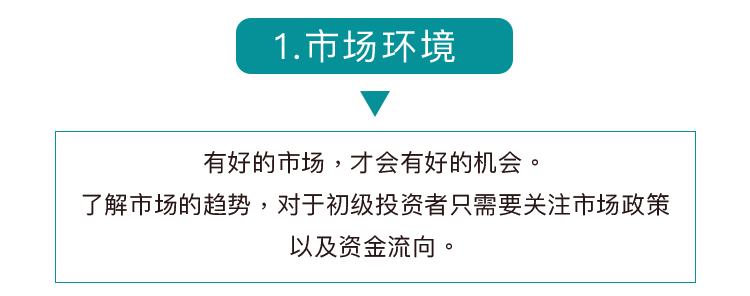 1.市场环境
有好的市场，才会有好的机会。
了解市场的趋势，对于初级投资者只需要关注市场政策
以及资金流向。